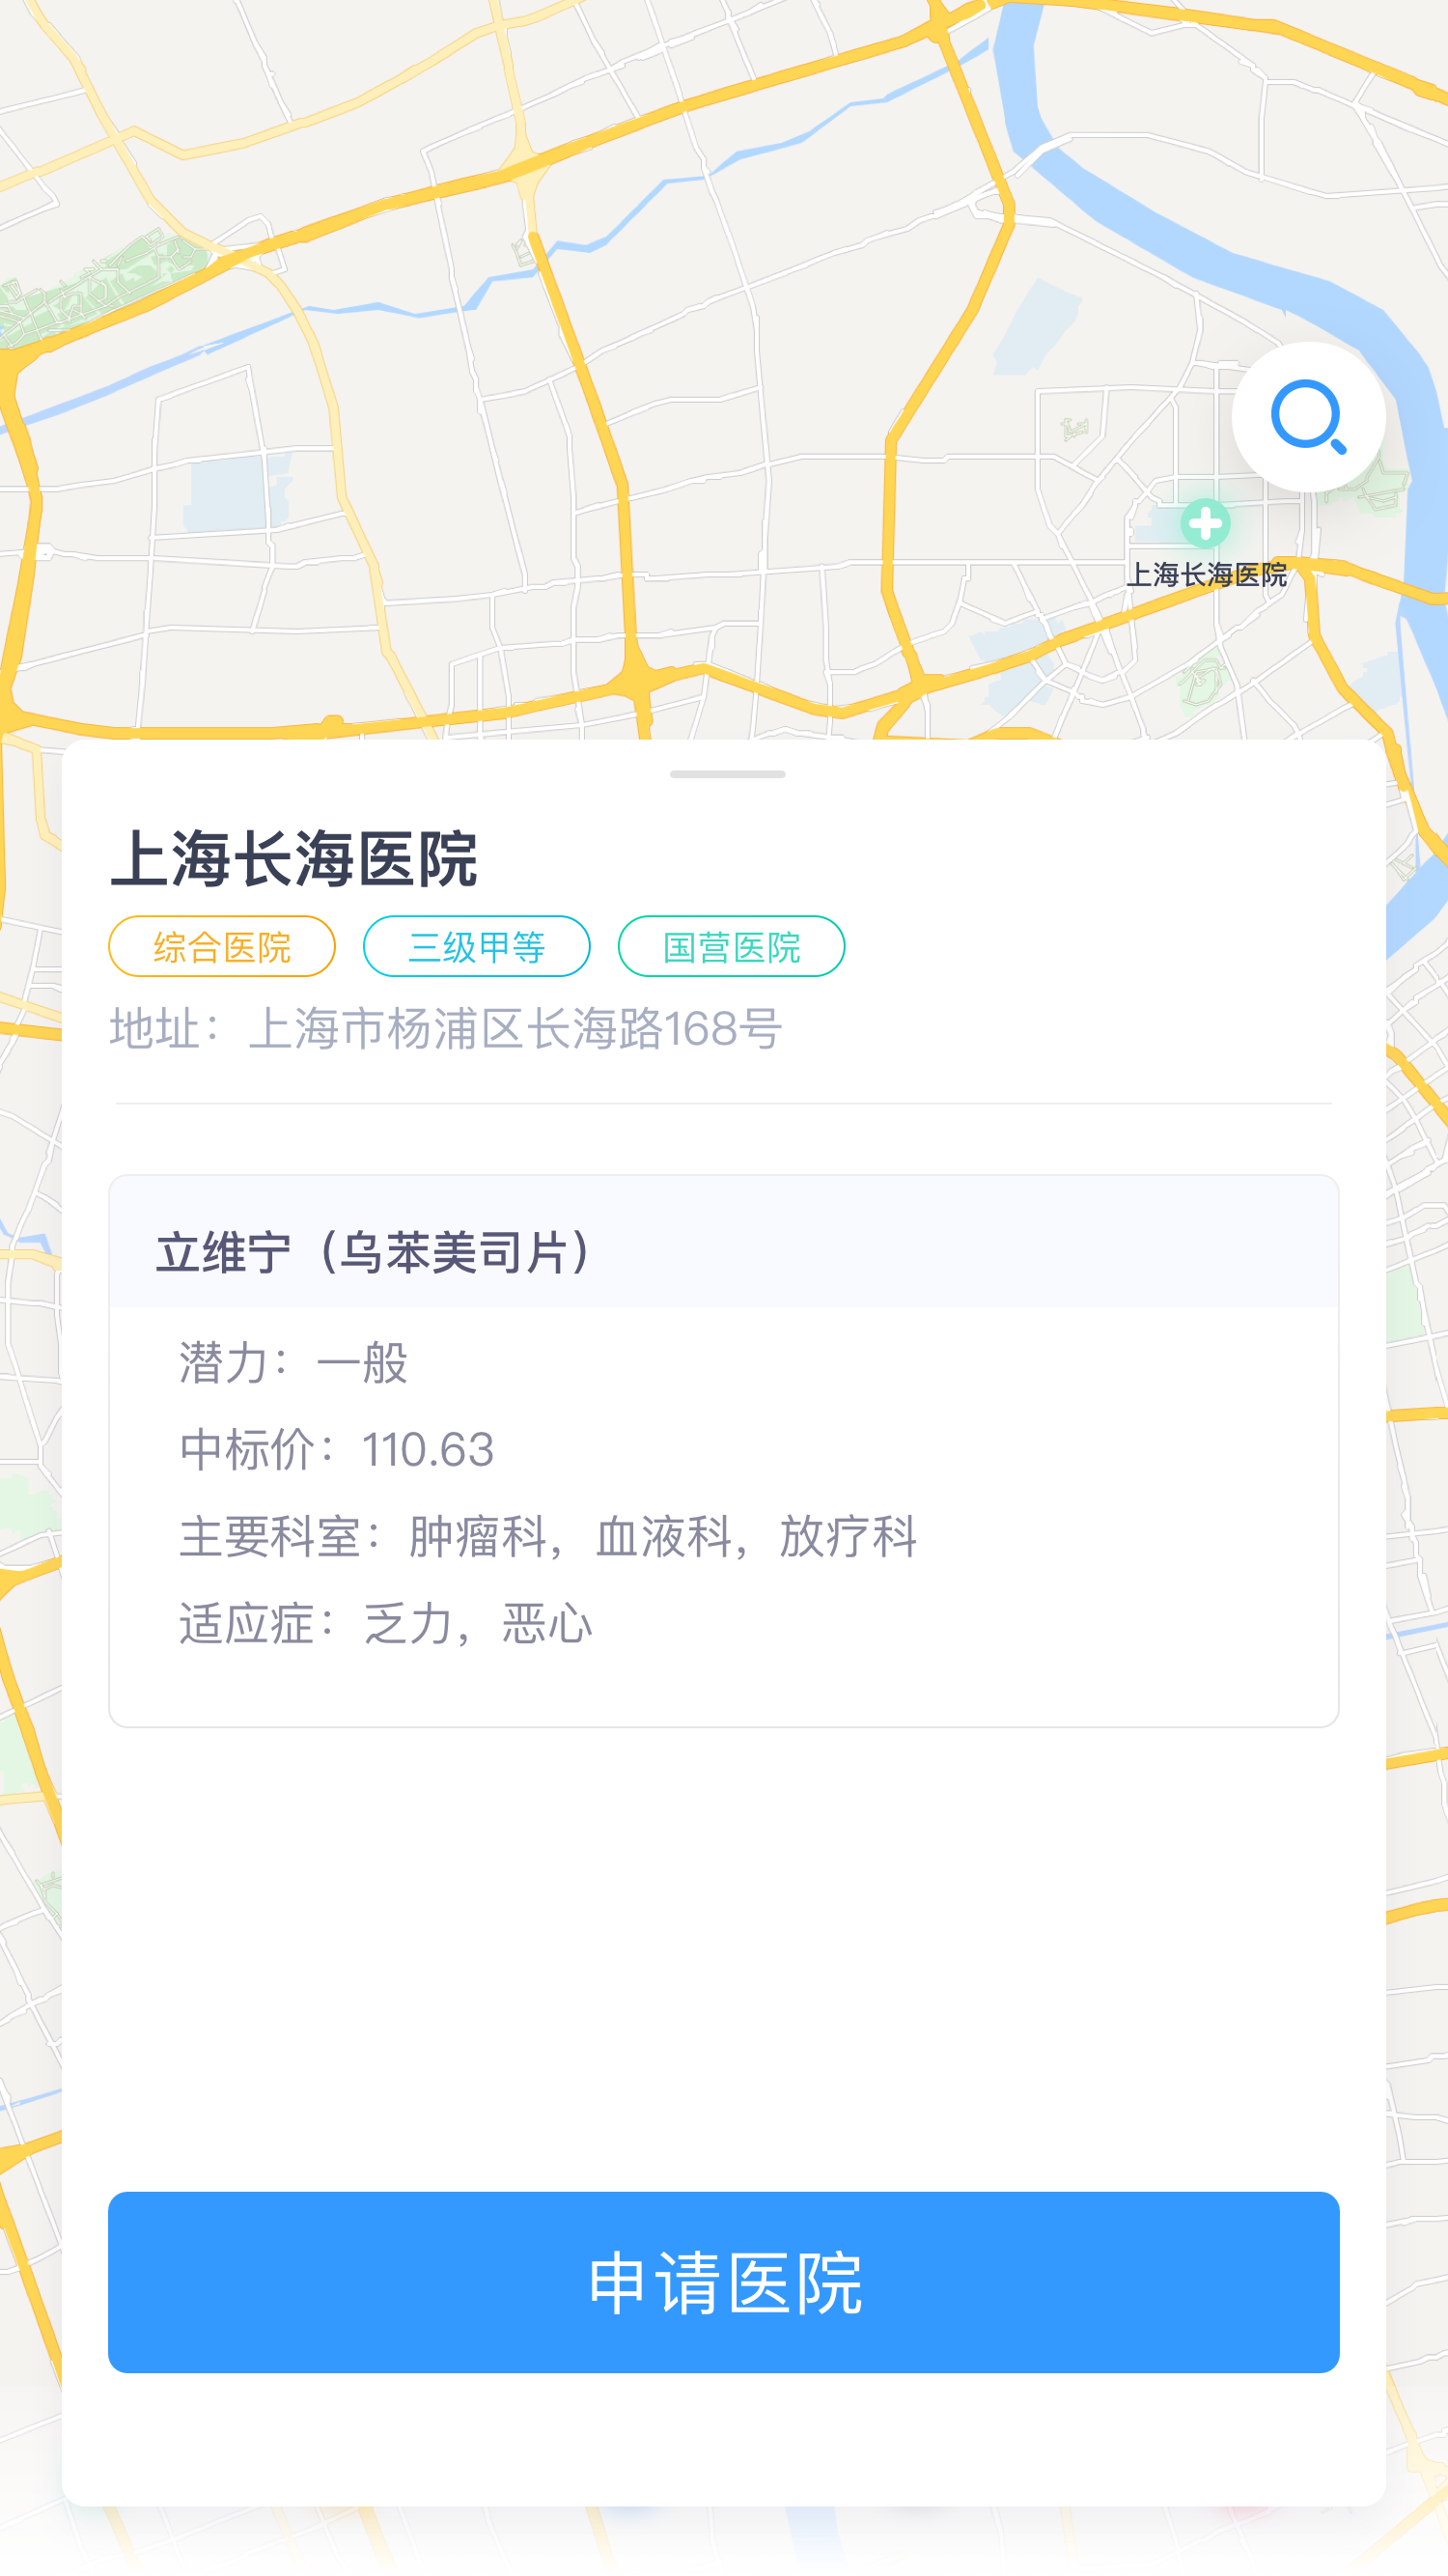 上海长海医院
上海长海医院
综合医院 三级甲等 国营医院
地址：上海市杨浦区长海路168号
立维宁（乌苯美司片）
潜力：一般
中标价：110.63
主要科室：肿瘤科，血液科，放疗科
适应症：乏力，恶心
申请医院